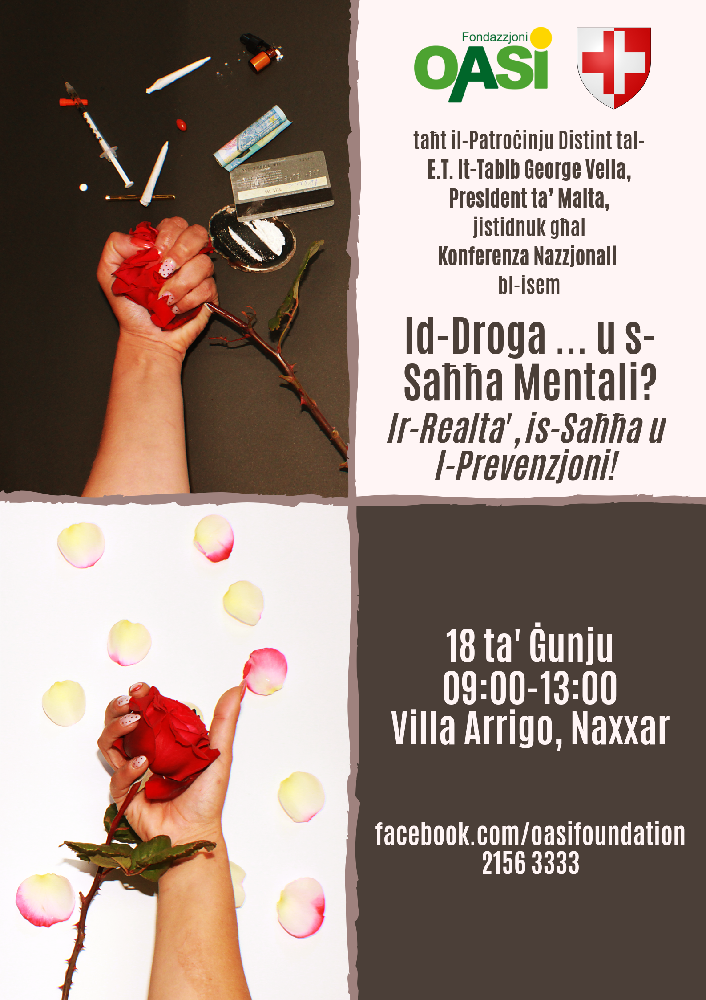 Fondazzjoni
OASi
taħt il-Patroċinju Distint tal-
E.T. it-Tabib George Vella,
President ta' Malta,
jistidnuk għal
Konferenza Nazzjonali
bl-isem
Id-Droga ... u s-
Saħħa Mentali?
Ir-Realta' , is-Saħħa u
l-Prevenzjoni!
18 ta' Ġunju
09:00-13:00
Villa Arrigo, Naxxar
facebook.com/oasifoundation
2156 3333